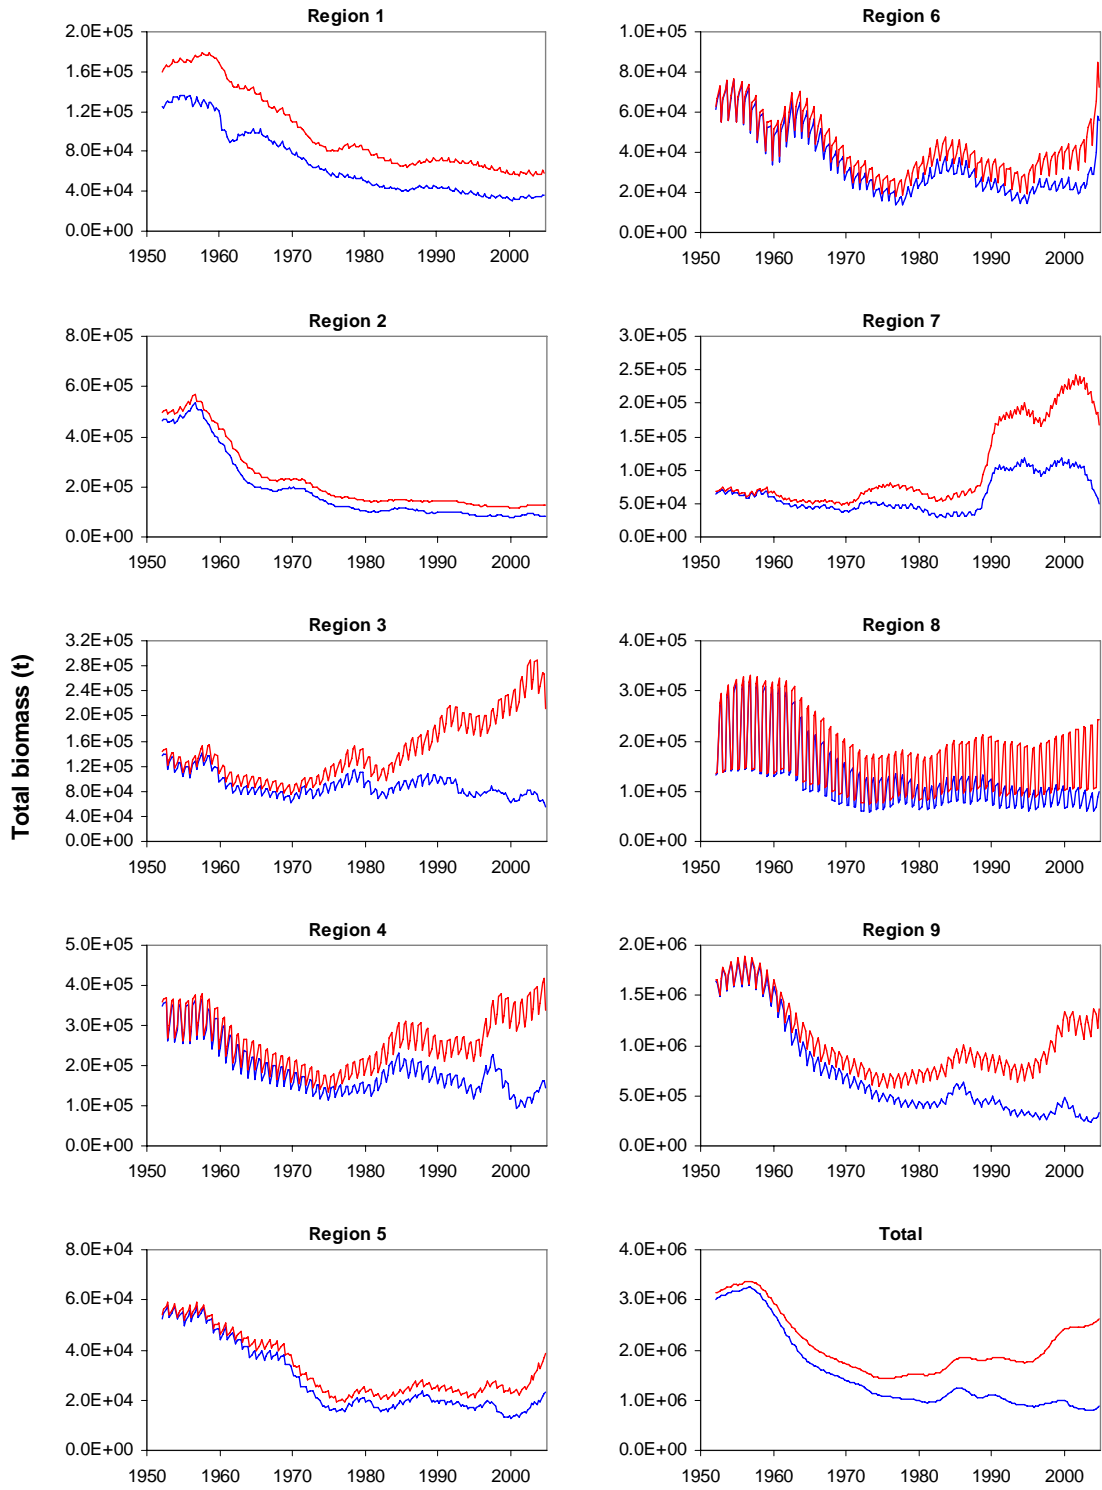 Total biomass (t)
Region 1
2.0E+05
1.6E+05
1.2E+05
8.0E+04
4.0E+04
0.0E+00
1950 1960 1970 1980 1990 2000
Region 6
1.0E+05
8.0E+04
6.0E+04
4.0E+04
2.0E+04
0.0E+00
1950 1960 1970 1980 1990 2000
Region 2
8.0E+05
6.0E+05
4.0E+05
2.0E+05
0.0E+00
1950 1960 1970 1980 1990 2000
Region 7
3.0E+05
2.5E+05
2.0E+05
1.5E+05
1.0E+05
5.0E+04
0.0E+00
1950 1960 1970 1980 1990 2000
Region 3
3.2E+05
2.8E+05
2.4E+05
2.0E+05
1.6E+05
1.2E+05
8.0E+04
4.0E+04
0.0E+00
1950 1960 1970 1980 1990 2000
Region 8
4.0E+05
3.0E+05
2.0E+05
1.0E+05
0.0E+00
1950 1960 1970 1980 1990 2000
Region 4
5.0E+05
4.0E+05
3.0E+05
2.0E+05
1.0E+05
0.0E+00
1950 1960 1970 1980 1990 2000
Region 9
2.0E+06
1.5E+06
1.0E+06
5.0E+05
0.0E+00
1950 1960 1970 1980 1990 2000
Region 5
8.0E+04
6.0E+04
4.0E+04
2.0E+04
0.0E+00
1950 1960 1970 1980 1990 2000
Total
4.0E+06
3.0E+06
2.0E+06
1.0E+06
0.0E+00
1950 1960 1970 1980 1990 2000